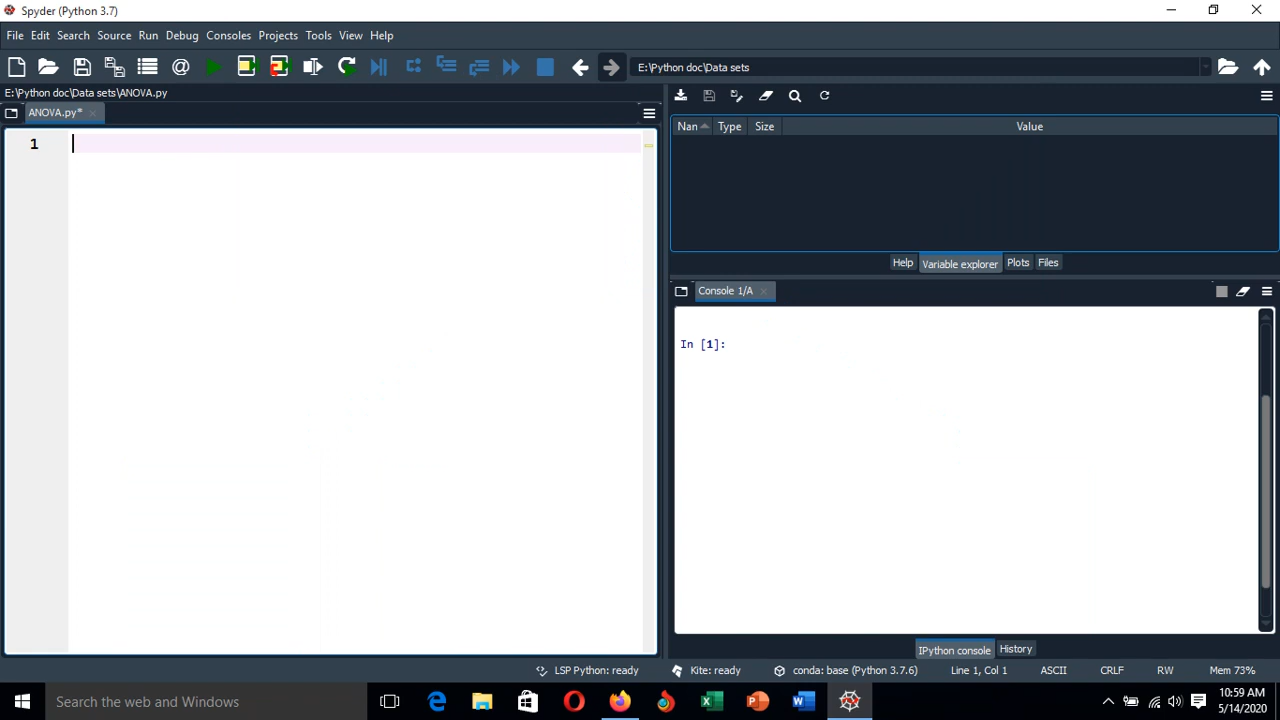 Spyder (Python 3.7)
File Edit Search Source Run Debug Consoles Projects Tools View Help
E:\Python doc\Data sets
E:\Python doc\Data sets\ANOVA.py
ANOVA.py*
1
Nan Type Size Value
Help Variable explorer Plots Files
Console 1/A
In [1]:
IPython console History
LSP Python: ready Kite: ready conda: base (Python 3.7.6) Line 1, Col 1 ASCII CRLF RW Mem 73%
Search the web and Windows
10:59 AM
5/14/2020